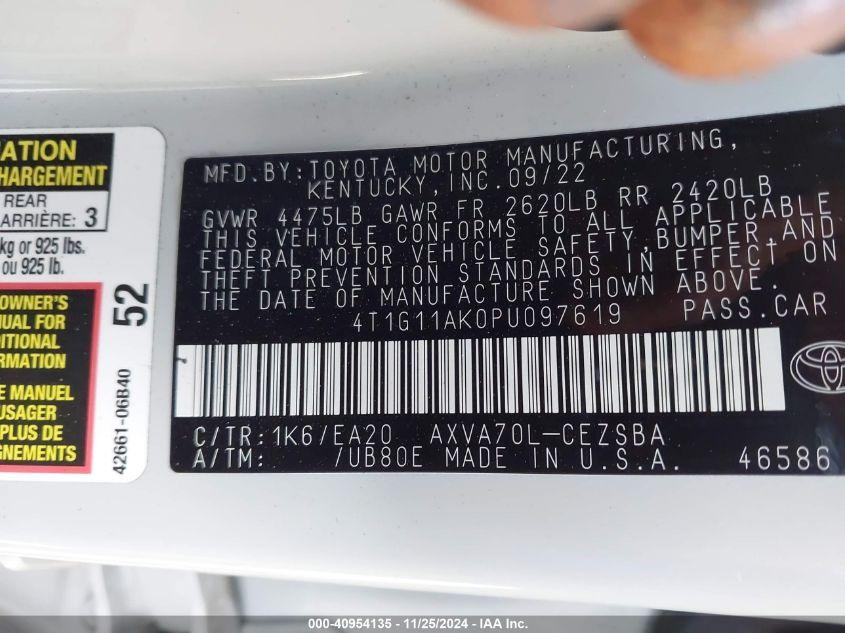 ATION
HARGEMENT
REAR
ARRIÈRE: 3
kg or 925 lbs.
ou 925 lb.
OWNER'S
NUAL FOR
DITIONAL
ORMATION
E MANUEL
USAGER
PLUS DE
GNEMENTS
52
42661-06B40
MFD.BY:TOYOTA MOTOR MANUFACTURING,
KENTUCKY,INC.09/22
GVWR 4475LB GAWR FR 2620LB RR 2420LB
THIS VEHICLE CONFORMS TO ALL APPLICABLE
FEDERAL MOTOR VEHICLE SAFETY,BUMPER,AND
THEFT PREVENTION STANDARDS IN EFFECT ON
THE DATE OF MANUFACTURE SHOWN ABOVE.
4T1G11AK0PU097619 PASS.CAR
C/TR:1K6/EA20 AXVA70L-CEZSBA
A/TM: /UB80E MADE IN U.S.A. 46586
000-40954135 - 11/25/2024 - IAA Inc.